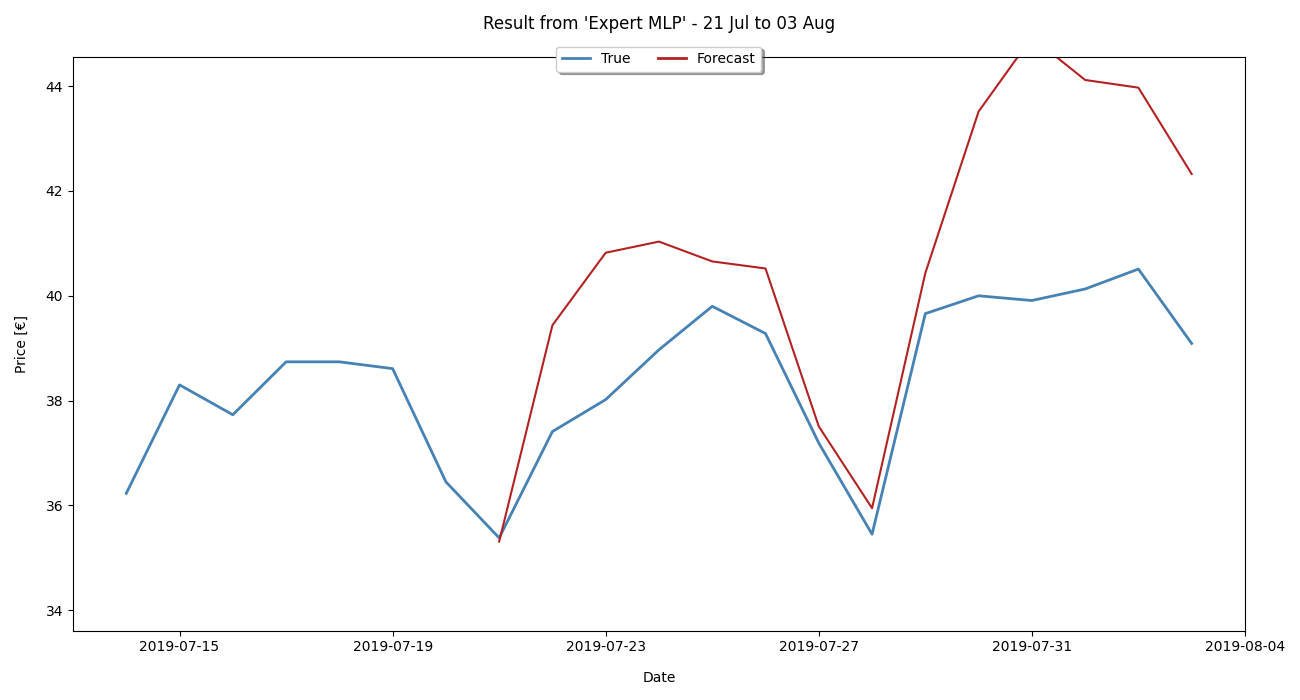 Result from 'Expert MLP' - 21 Jul to 03 Aug
True Forecast
44
42
40
38
36
34
Price [€]
2019-07-15 2019-07-19 2019-07-23 2019-07-27 2019-07-31 2019-08-04
Date